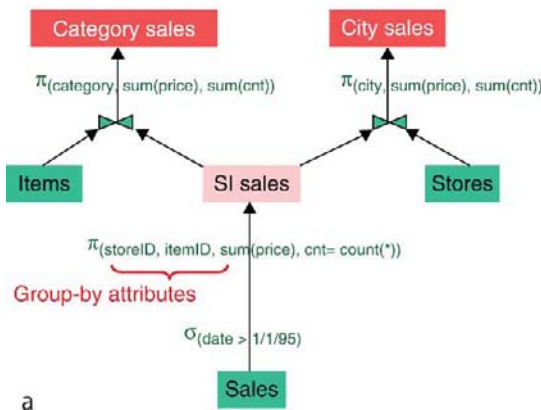 Category sales
City sales
π(category, sum(price), sum(cnt))
π(city, sum(price), sum(cnt))
Items
SI sales
Stores
π(storeID, itemID, sum(price), cnt= count(*))
Group-by attributes
σ(date > 1/1/95)
Sales
a